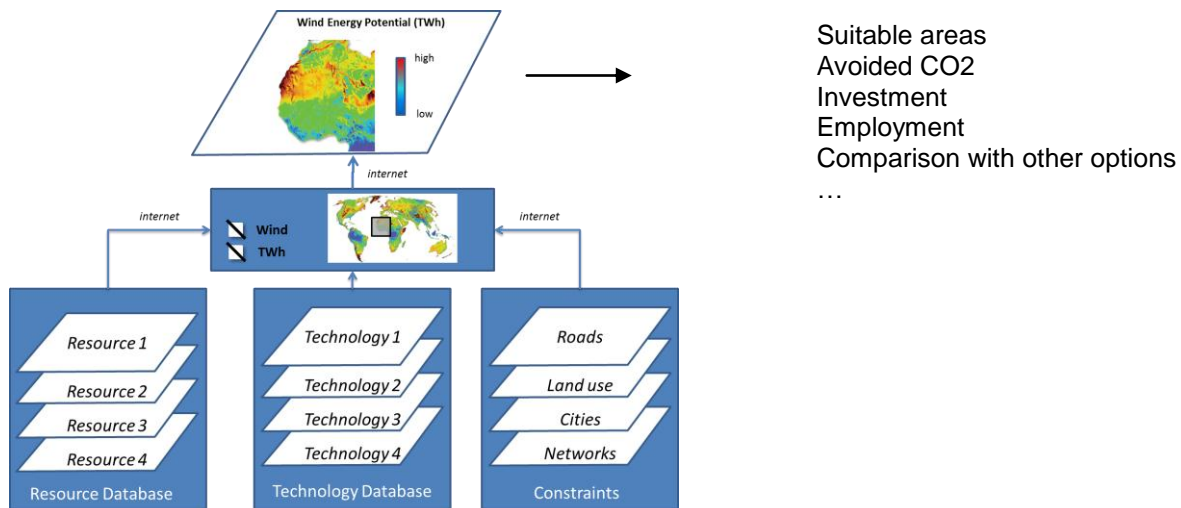 Wind Energy Potential (TWh)
high
low
Suitable areas
Avoided CO2
Investment
Employment
Comparison with other options
…
internet
internet
internet
Wind
TWh
Resource 1
Resource 2
Resource 3
Resource 4
Resource Database
Technology 1
Technology 2
Technology 3
Technology 4
Technology Database
Roads
Land use
Cities
Networks
Constraints